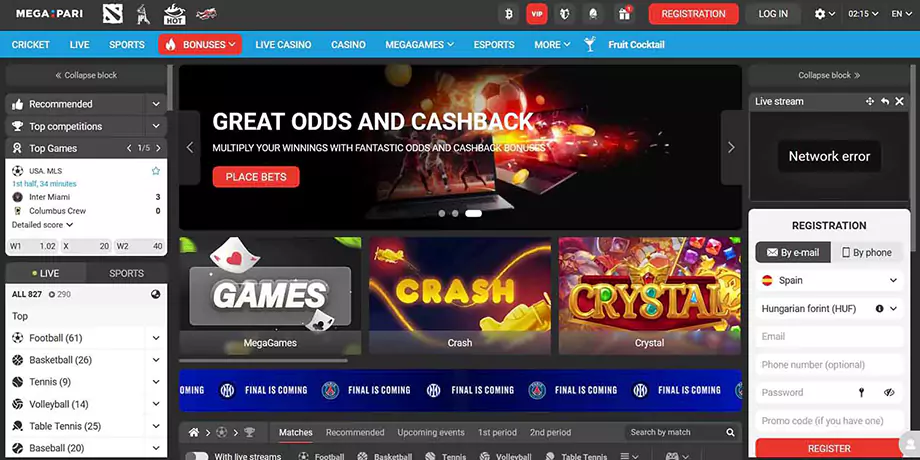 MEGA PARI
HOT
VIP
REGISTRATION
LOG IN
02:15
EN
CRICKET
LIVE
SPORTS
BONUSES
LIVE CASINO
CASINO
MEGAGAMES
ESPORTS
MORE
Fruit Cocktail
Collapse block
Recommended
Top competitions
Top Games
1/5
USA. MLS
1st half, 34 minutes
Inter Miami 3
Columbus Crew 0
Detailed score
W1 1.02 X 20 W2 40
LIVE SPORTS
ALL 827 290
Top
Football (61)
Basketball (26)
Tennis (9)
Volleyball (14)
Table Tennis (25)
Baseball (20)
GREAT ODDS AND CASHBACK
MULTIPLY YOUR WINNINGS WITH FANTASTIC ODDS AND CASHBACK BONUSES
PLACE BETS
GAMES
MegaGames
CRASH
Crash
CRYSTAL
Crystal
COMING FINAL IS COMING FINAL IS COMING FINAL IS COMING FINAL IS COMING FINAL
Matches Recommended Upcoming events 1st period 2nd period
Search by match
With live streams Football Basketball Tennis Volleyball Table Tennis
Collapse block
Live stream
Network error
REGISTRATION
By e-mail By phone
Spain
Hungarian forint (HUF)
Email
Phone number (optional)
Password
Promo code (if you have one)
REGISTER